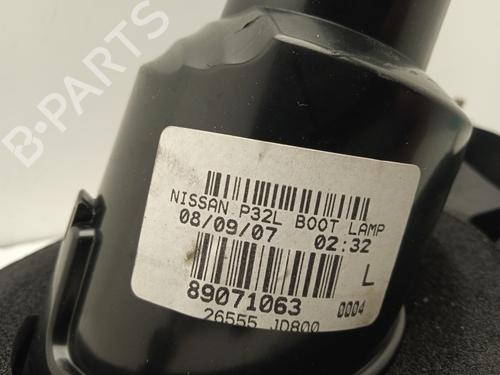 B-PARTS
NISSAN P32L BOOT LAMP
08/09/07 02:32
L
89071063 0004
26555 JD800